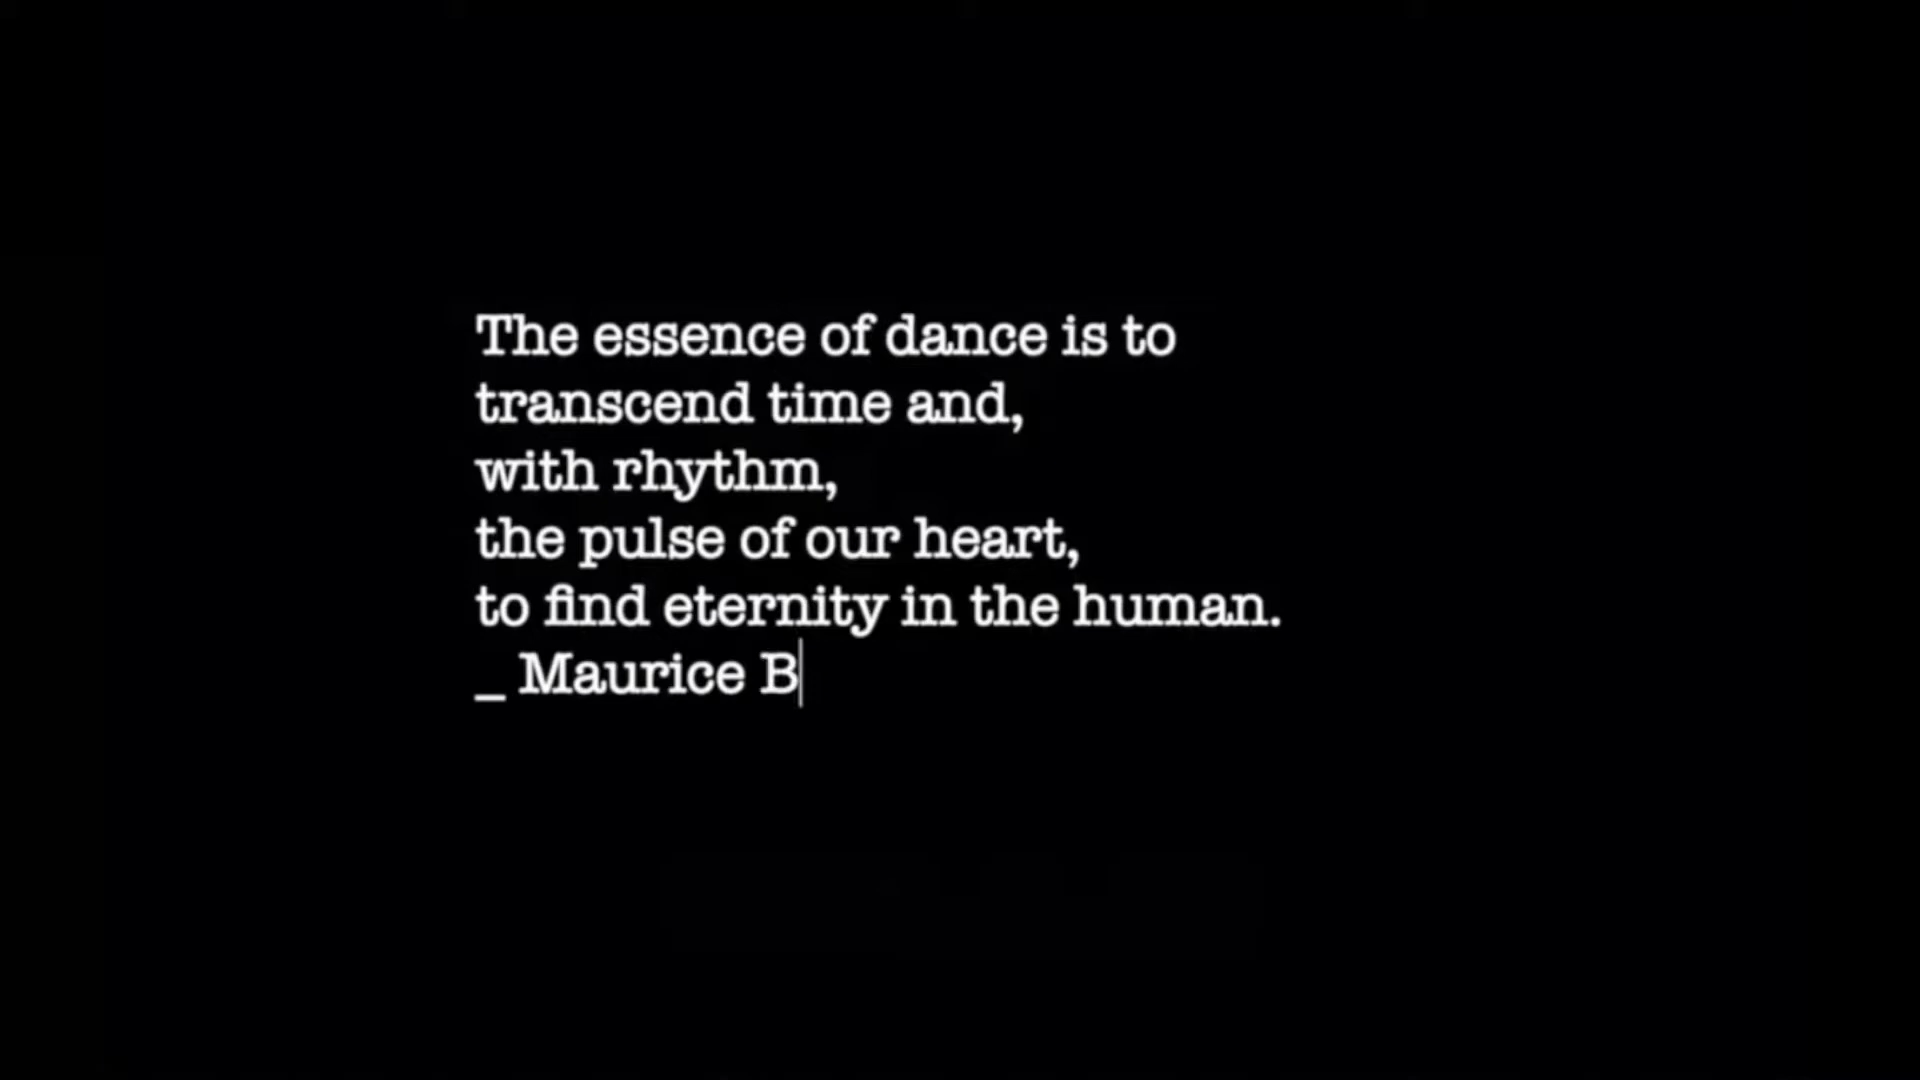 The essence of dance is to
transcend time and,
with rhythm,
the pulse of our heart,
to find eternity in the human.
_ Maurice B